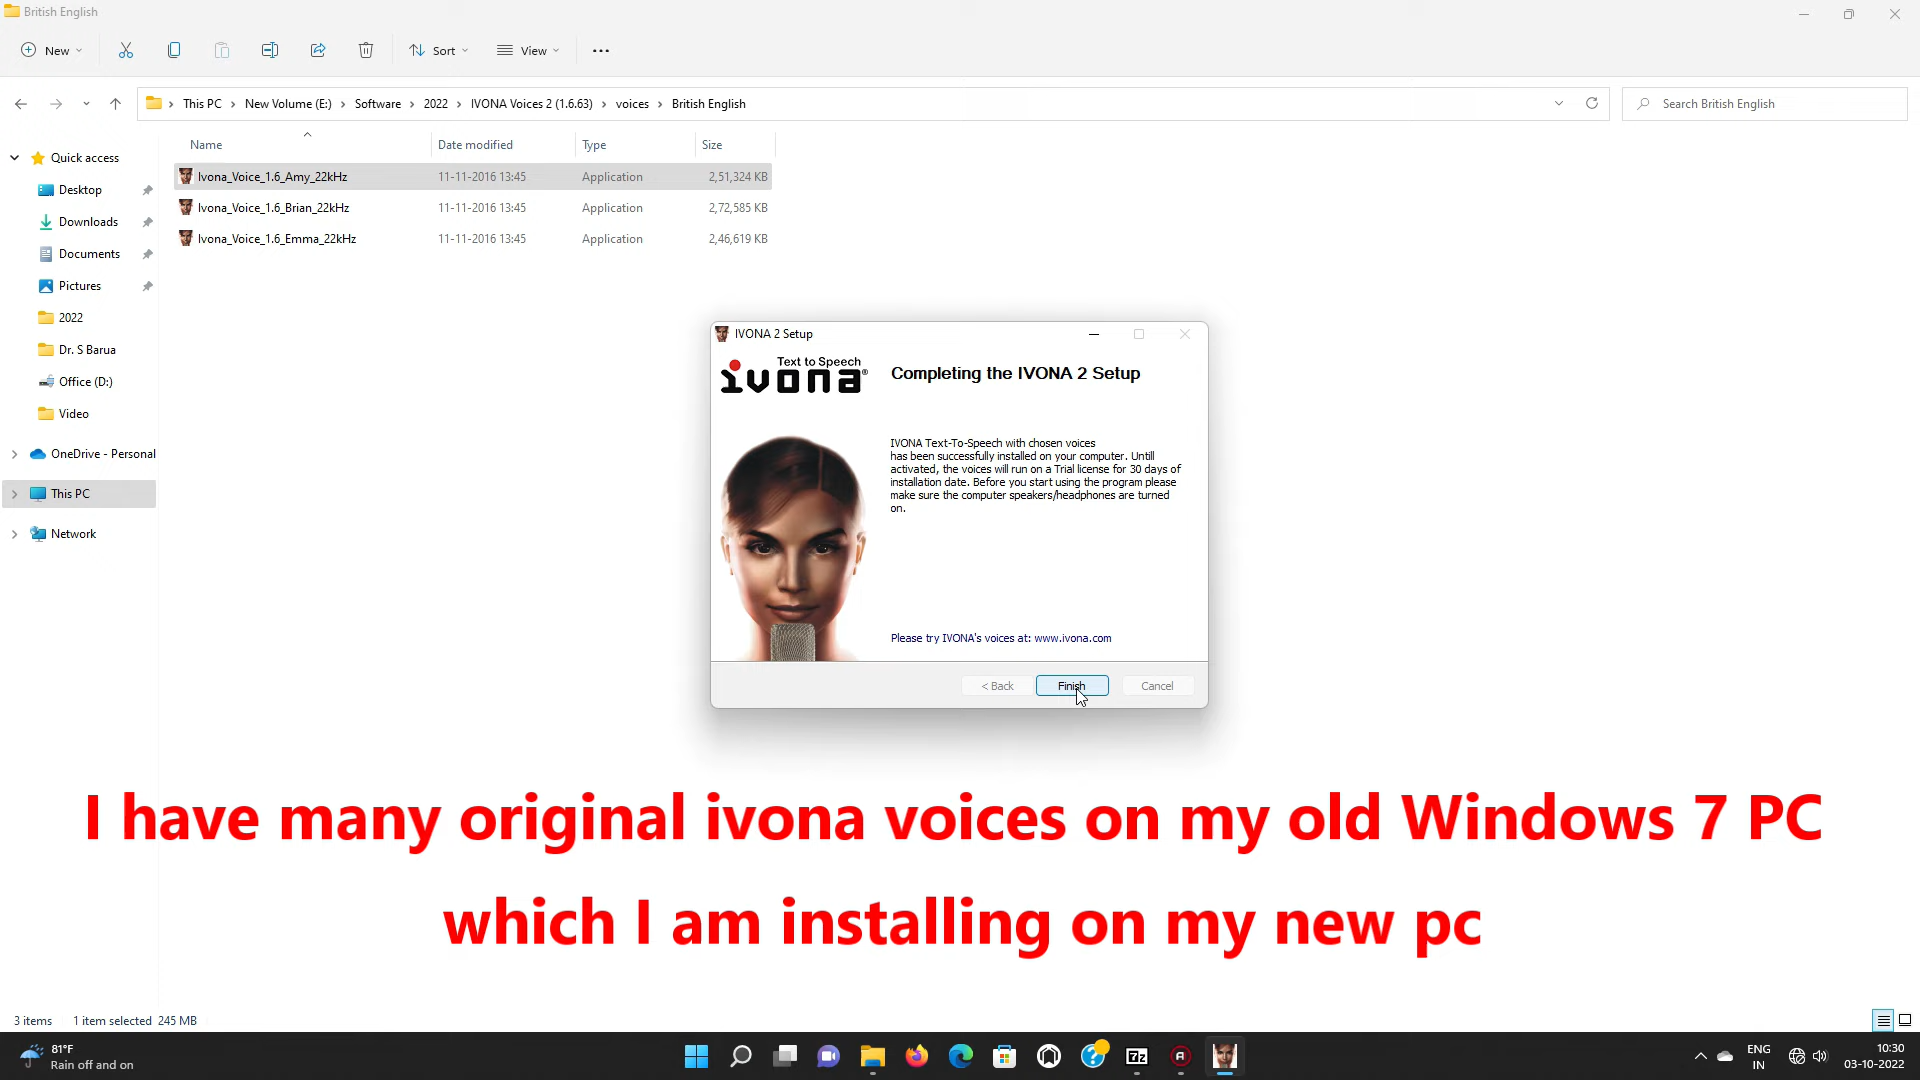 British English
New
Sort
View
This PC
New Volume (E:)
Software
2022
IVONA Voices 2 (1.6.63)
voices
British English
Search British English
Name
Date modified
Type
Size
Ivona_Voice_1.6_Amy_22kHz
11-11-2016 13:45
Application
2,51,324 KB
Ivona_Voice_1.6_Brian_22kHz
11-11-2016 13:45
Application
2,72,585 KB
Ivona_Voice_1.6_Emma_22kHz
11-11-2016 13:45
Application
2,46,619 KB
Quick access
Desktop
Downloads
Documents
Pictures
2022
Dr. S Barua
Office (D:)
Video
OneDrive - Personal
This PC
Network
IVONA 2 Setup
Text to Speech
ivona®
Completing the IVONA 2 Setup
IVONA Text-To-Speech with chosen voices
has been successfully installed on your computer. Untill
activated, the voices will run on a Trial license for 30 days of
installation date. Before you start using the program please
make sure the computer speakers/headphones are turned
on.
Please try IVONA's voices at: www.ivona.com
< Back
Finish
Cancel
I have many original ivona voices on my old Windows 7 PC
which I am installing on my new pc
3 items
1 item selected 245 MB
81°F
Rain off and on
7z
ENG
IN
10:30
03-10-2022